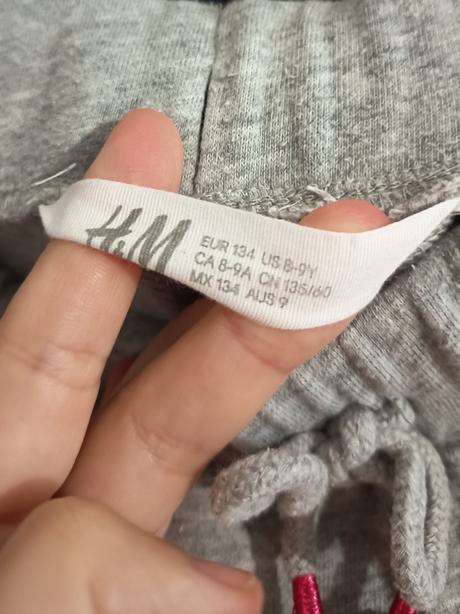 H&M
EUR 134 US 8-9Y
CA 8-9A CN 135/60
MX 134 AUS 9